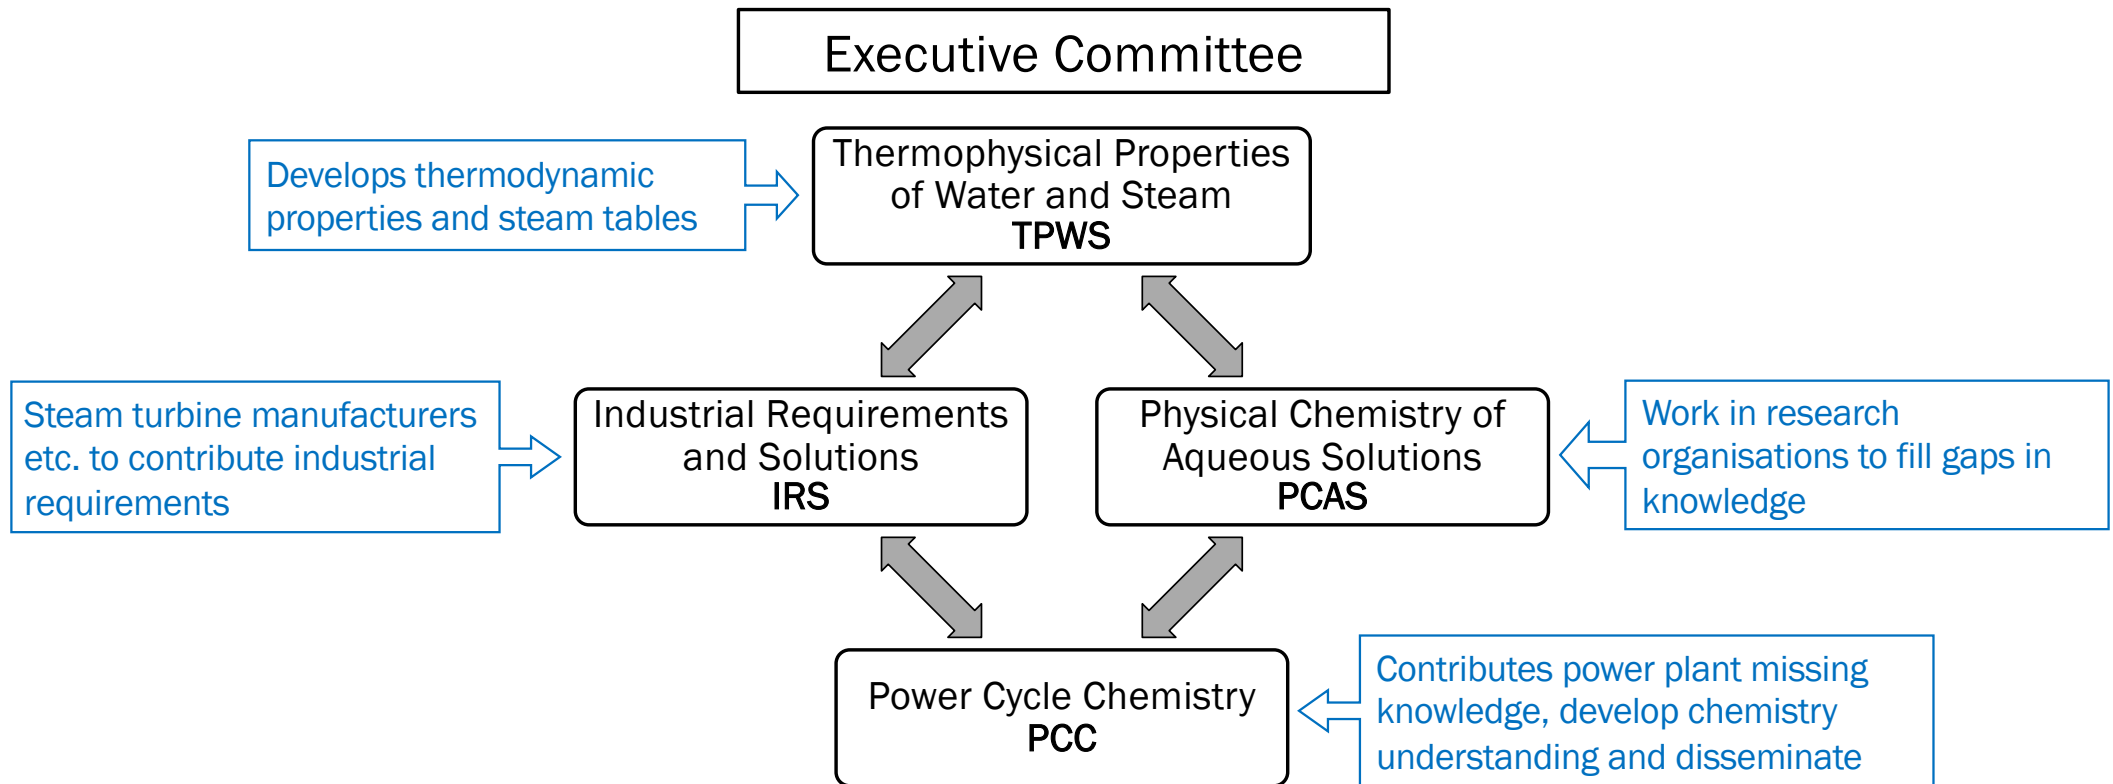 Executive Committee
Develops thermodynamic
properties and steam tables
Thermophysical Properties
of Water and Steam
TPWS
Steam turbine manufacturers
etc. to contribute industrial
requirements
Industrial Requirements
and Solutions
IRS
Physical Chemistry of
Aqueous Solutions
PCAS
Work in research
organisations to fill gaps in
knowledge
Power Cycle Chemistry
PCC
Contributes power plant missing
knowledge, develop chemistry
understanding and disseminate